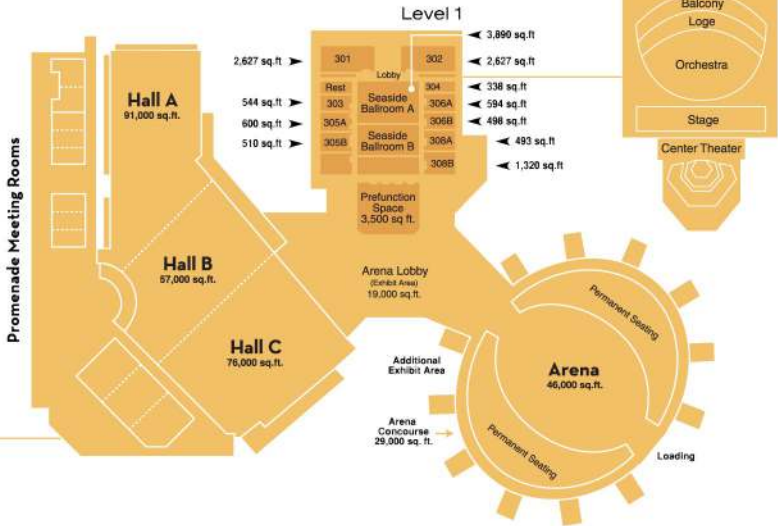 Level 1
Balcony
Loge
Orchestra
Stage
Center Theater
3,890 sq.ft
2,627 sq.ft
301
302
2,627 sq.ft
Lobby
Rest
304
338 sq.ft
544 sq.ft
303
Seaside
Ballroom A
306A
594 sq.ft
600 sq.ft
305A
306B
498 sq.ft
510 sq.ft
305B
Seaside
Ballroom B
308A
493 sq.ft
308B
1,320 sq.ft
Prefunction
Space
3,500 sq ft.
Promenade Meeting Rooms
Hall A
91,000 sq.ft.
Hall B
57,000 sq.ft.
Hall C
76,000 sq.ft.
Arena Lobby
(Exhibit Area)
19,000 sq.ft.
Additional
Exhibit Area
Arena
Concourse
29,000 sq. ft.
Permanent Seating
Arena
46,000 sq.ft.
Permanent Seating
Loading